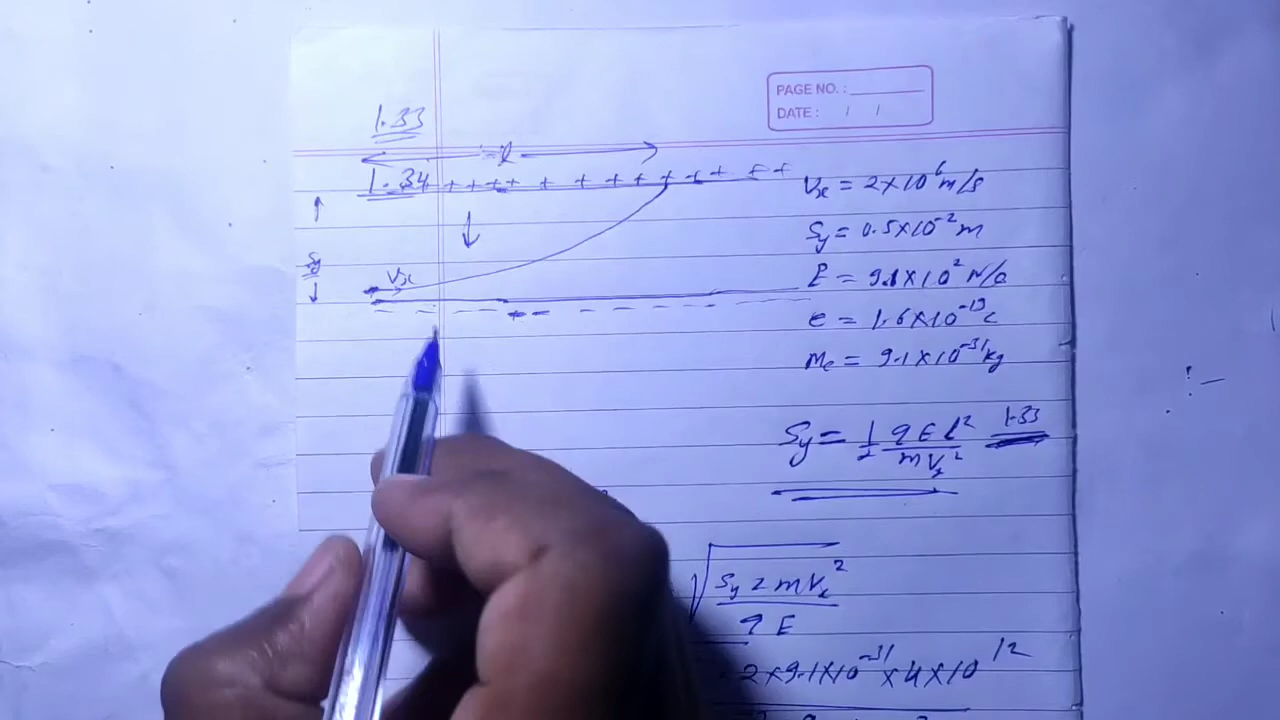 PAGE NO. :
DATE : / /
1.33
l
1.34 + + + + + + + + + + + + +
Vx = 2×10⁶ m/s
Sy = 0.5×10⁻² m
Sy
Vx
E = 9.1×10² N/C
e = 1.6×10⁻¹⁹ C
me = 9.1×10⁻³¹ kg
Sy = 1/2 qEl²/mVx² 1.33
√(Sy 2 m Vx²/qE)
2×9.1×10⁻³¹×4×10¹²